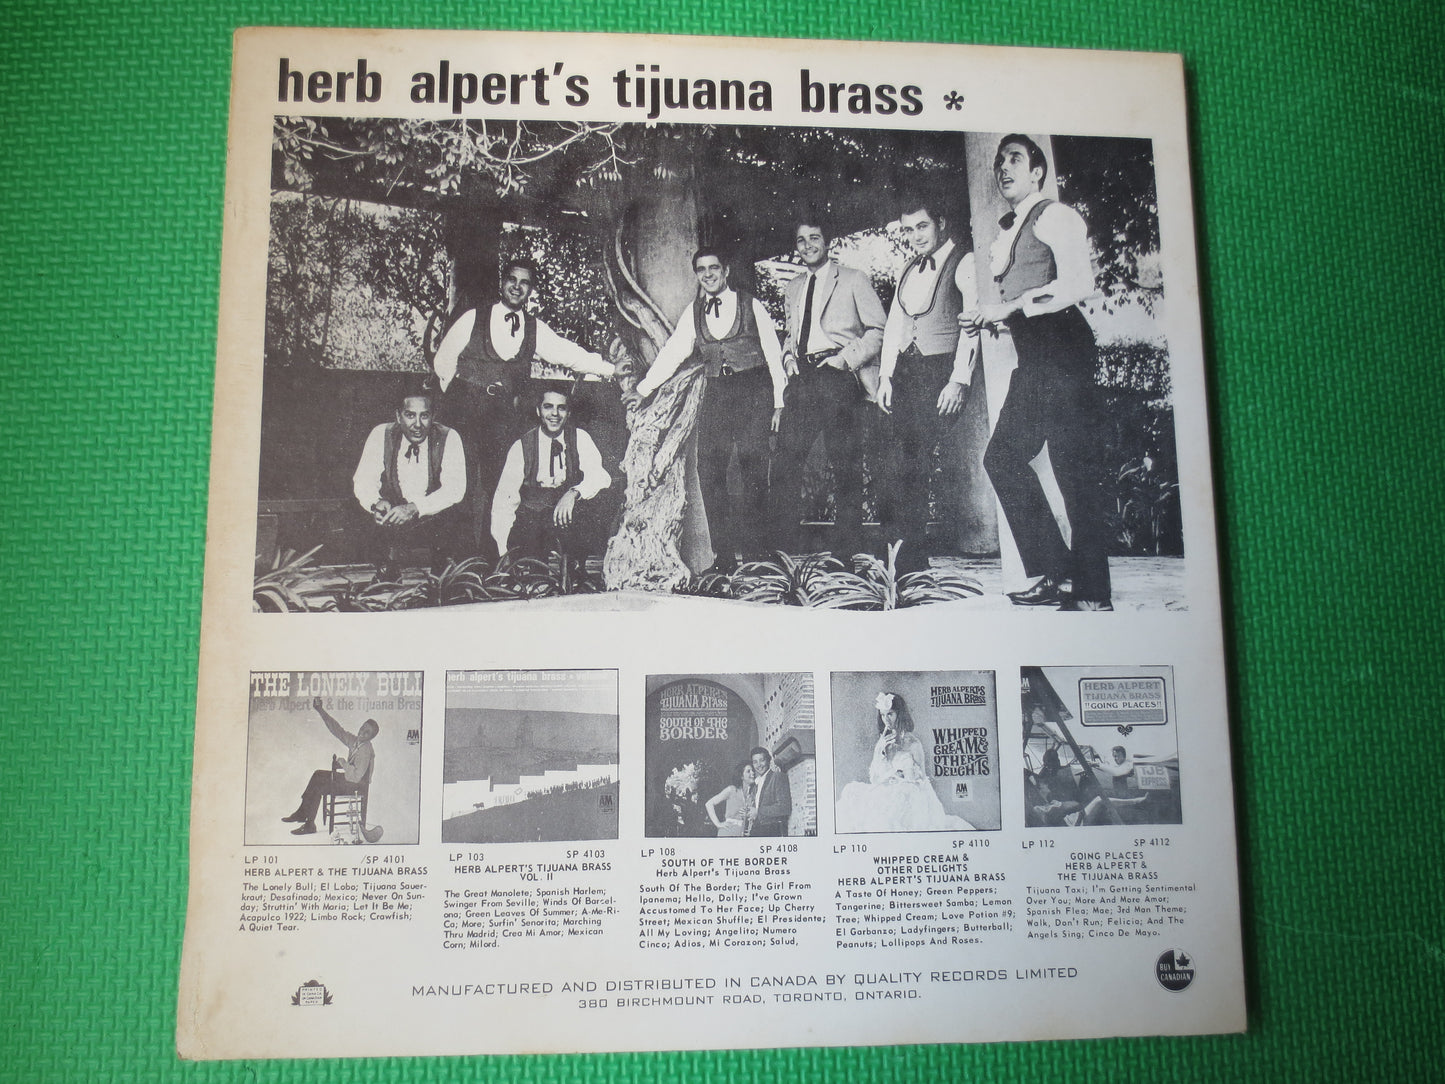 herb alpert's tijuana brass *
THE LONELY BULL
Herb Alpert & the Tijuana Brass
A&M
LP 101 /SP 4101
HERB ALPERT & THE TIJUANA BRASS
The Lonely Bull; El Lobo; Tijuana Sauer-
kraut; Desafinado; Mexico; Never On Sun-
day; Struttin' With Maria; Let It Be Me;
Acapulco 1922; Limbo Rock; Crawfish;
A Quiet Tear.
herb alpert's tijuana brass * volume 2
A&M
LP 103 SP 4103
HERB ALPERT'S TIJUANA BRASS
VOL. II
The Great Manolete; Spanish Harlem;
Swinger From Seville; Winds Of Barcel-
ona; Green Leaves Of Summer; A-Me-Ri-
Ca; More; Surfin' Senorita; Marching
Thru Madrid; Crea Mi Amor; Mexican
Corn; Milord.
HERB ALPERT'S
TIJUANA BRASS
SOUTH OF THE
BORDER
LP 108 SP 4108
SOUTH OF THE BORDER
Herb Alpert's Tijuana Brass
South Of The Border; The Girl From
Ipanema; Hello, Dolly; I've Grown
Accustomed To Her Face; Up Cherry
Street; Mexican Shuffle; El Presidente;
All My Loving; Angelito; Numero
Cinco; Adios, Mi Corazon; Salud,
HERB ALPERT'S
TIJUANA BRASS
WHIPPED
CREAM &
OTHER
DELIGHTS
A&M
LP 110 SP 4110
WHIPPED CREAM &
OTHER DELIGHTS
HERB ALPERT'S TIJUANA BRASS
A Taste Of Honey; Green Peppers;
Tangerine; Bittersweet Samba; Lemon
Tree; Whipped Cream; Love Potion #9;
El Garbanzo; Ladyfingers; Butterball;
Peanuts; Lollipops And Roses.
HERB ALPERT
TIJUANA BRASS
!!GOING PLACES!!
TJB
EXPRESS
LP 112 SP 4112
GOING PLACES
HERB ALPERT &
THE TIJUANA BRASS
Tijuana Taxi; I'm Getting Sentimental
Over You; More And More Amor;
Spanish Flea; Mae; 3rd Man Theme;
Walk, Don't Run; Felicia; And The
Angels Sing; Cinco De Mayo.
PRINTED
IN CANADA
ON CANADIAN
PAPER
MANUFACTURED AND DISTRIBUTED IN CANADA BY QUALITY RECORDS LIMITED
380 BIRCHMOUNT ROAD, TORONTO, ONTARIO.
BUY
CANADIAN